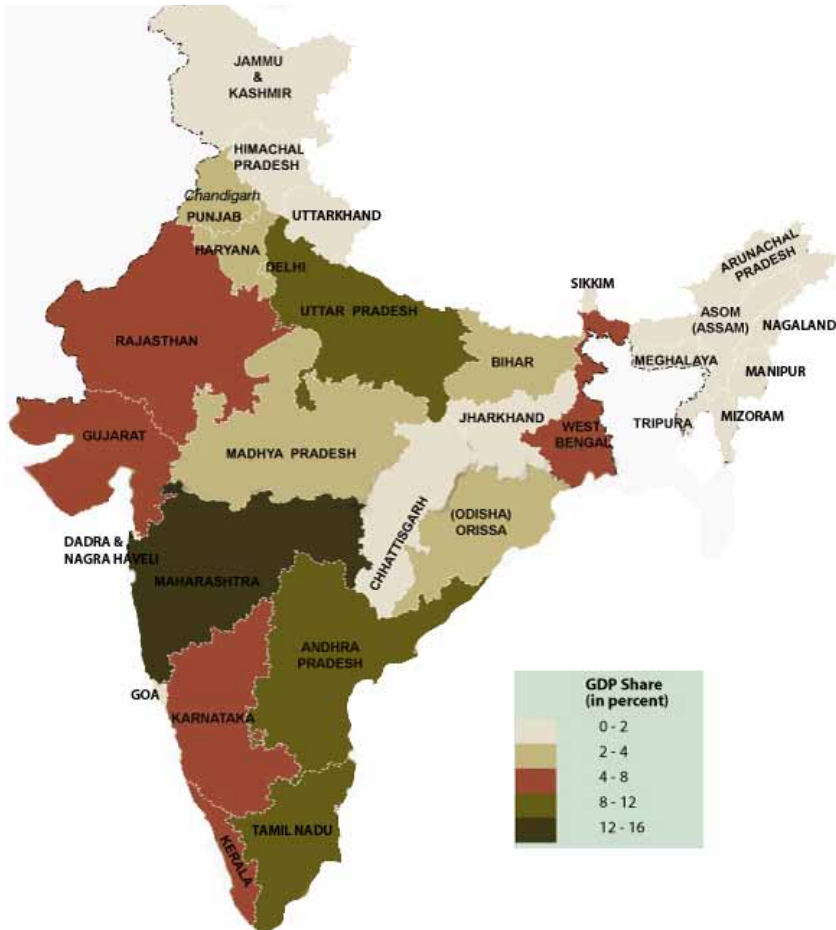 JAMMU
&
KASHMIR
HIMACHAL
PRADESH
Chandigarh
PUNJAB
UTTARKHAND
HARYANA
DELHI
ARUNACHAL
PRADESH
SIKKIM
UTTAR PRADESH
ASOM
(ASSAM)
NAGALAND
RAJASTHAN
BIHAR
MEGHALAYA
MANIPUR
JHARKHAND
WEST
BENGAL
TRIPURA
MIZORAM
GUJARAT
MADHYA PRADESH
(ODISHA)
ORISSA
CHHATTISGARH
DADRA &
NAGRA HAVELI
MAHARASHTRA
ANDHRA
PRADESH
GOA
KARNATAKA
TAMIL NADU
KERALA
GDP Share
(in percent)
0 - 2
2 - 4
4 - 8
8 - 12
12 - 16